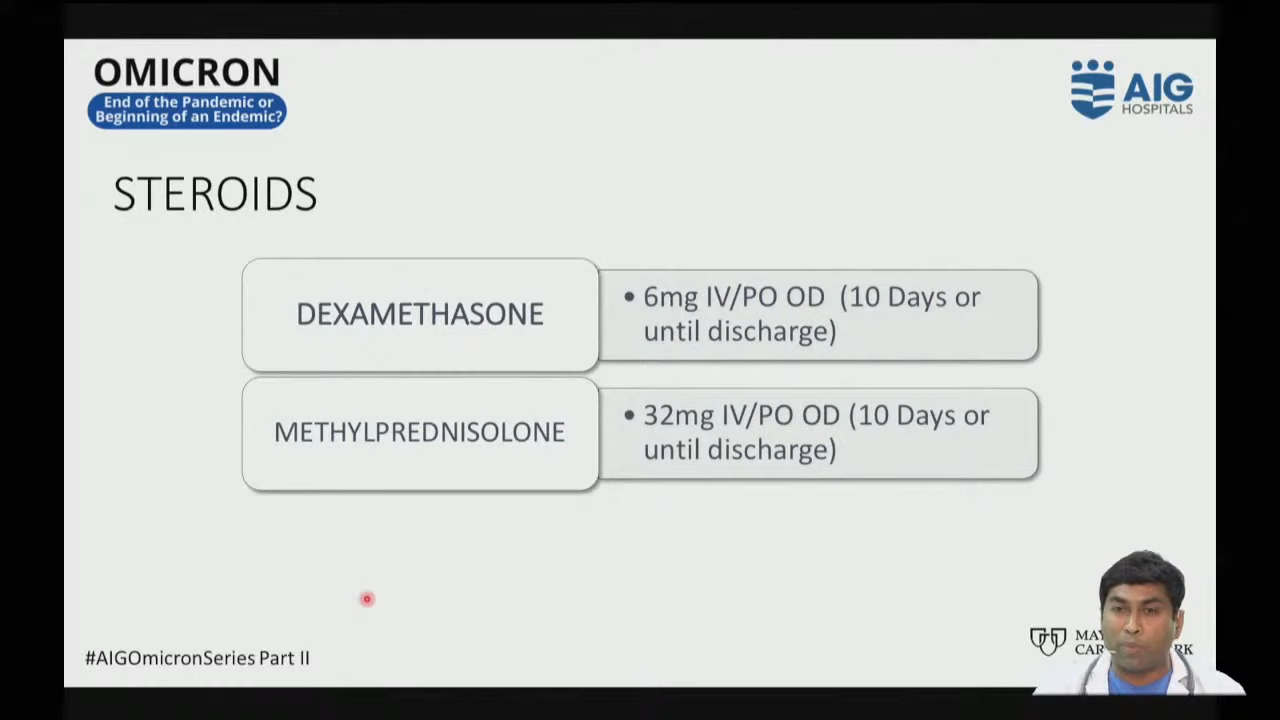 OMICRON
End of the Pandemic or
Beginning of an Endemic?
AIG
HOSPITALS
STEROIDS
DEXAMETHASONE
• 6mg IV/PO OD (10 Days or
until discharge)
METHYLPREDNISOLONE
• 32mg IV/PO OD (10 Days or
until discharge)
#AIGOmicronSeries Part II